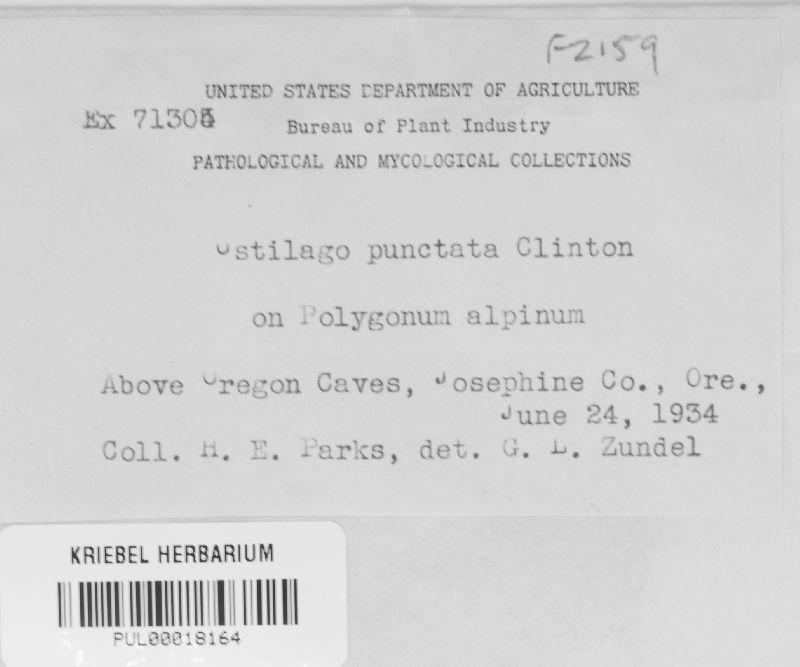 F2159
UNITED STATES DEPARTMENT OF AGRICULTURE
Ex 71305 Bureau of Plant Industry
PATHOLOGICAL AND MYCOLOGICAL COLLECTIONS
Ustilago punctata Clinton
on Polygonum alpinum
Above Oregon Caves, Josephine Co., Ore.,
June 24, 1934
Coll. H. E. Parks, det. G. L. Zundel
KRIEBEL HERBARIUM
PUL00018164